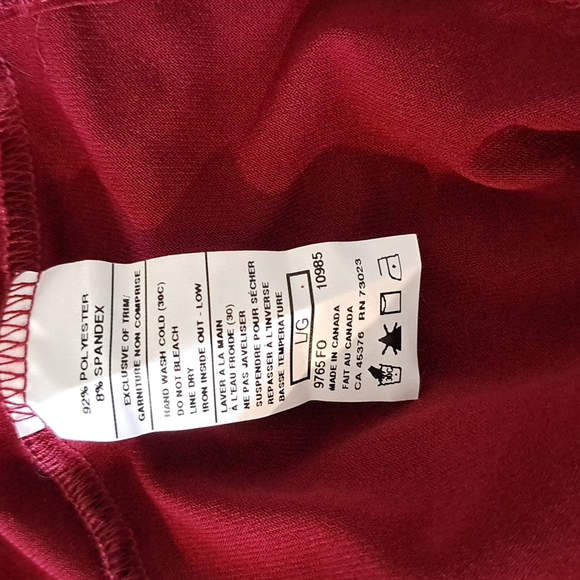 92% POLYESTER
8% SPANDEX
EXCLUSIVE OF TRIM/
GARNITURE NON COMPRISE
HAND WASH COLD (30C)
DO NOT BLEACH
LINE DRY
IRON INSIDE OUT - LOW
LAVER À LA MAIN
À L'EAU FROIDE (30)
NE PAS JAVELISER
SUSPENDRE POUR SÉCHER
REPASSER À L'INVERSE
BASSE TEMPERATURE
L/G 10985
9765 FO
MADE IN CANADA
FAIT AU CANADA
CA 45376 RN 73023